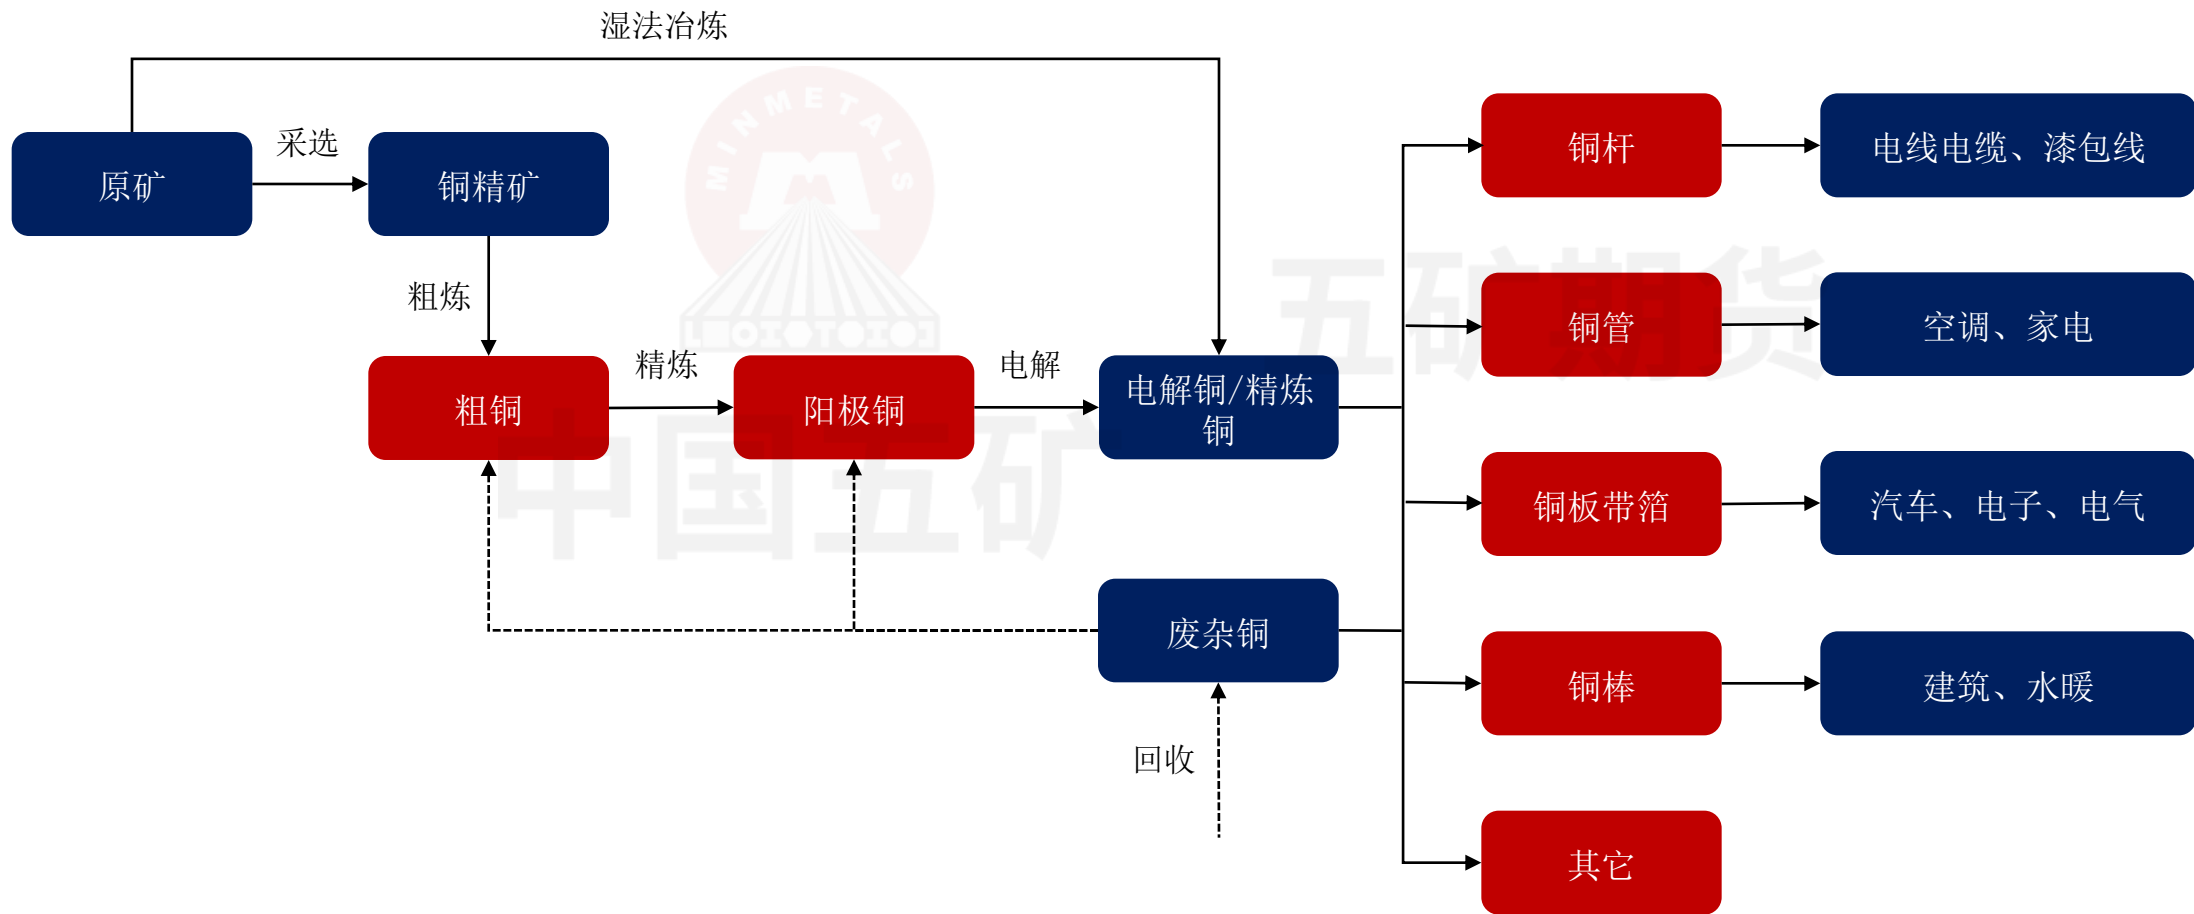 湿法冶炼
MINMETALS
原矿
采选
铜精矿
铜杆
电线电缆、漆包线
五矿期货
粗炼
铜管
空调、家电
精炼
电解
粗铜
阳极铜
电解铜/精炼
铜
中国五矿
铜板带箔
汽车、电子、电气
废杂铜
铜棒
建筑、水暖
回收
其它